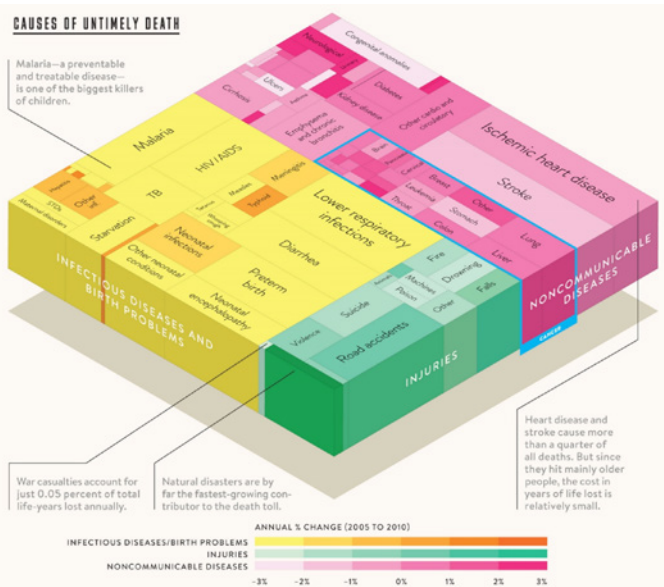 CAUSES OF UNTIMELY DEATH
Malaria—a preventable
and treatable disease—
is one of the biggest killers
of children.
Neurological
Congenital anomalies
Ulcers
Cirrhosis
Asthma
Diabetes
Kidney disease
Emphysema
and chronic
bronchitis
Other cardio and
circulatory
Ischemic heart disease
Stroke
Brain
Pancreatic
Cervical
Breast
Other
Leukemia
Throat
Stomach
Colon
Lung
Liver
CANCER
NONCOMMUNICABLE
DISEASES
Malaria
HIV/AIDS
TB
Hepatitis
Other
inf.
STDs
Maternal disorders
Starvation
Meningitis
Measles
Typhoid
Tetanus
Whooping
cough
Lower respiratory
infections
Diarrhea
Neonatal
infections
Other neonatal
conditions
Preterm
birth
Neonatal
encephalopathy
INFECTIOUS DISEASES AND
BIRTH PROBLEMS
Fire
Drowning
Animals
Machines
Poison
Falls
Other
Suicide
Violence
Road accidents
INJURIES
War casualties account for
just 0.05 percent of total
life-years lost annually.
Natural disasters are by
far the fastest-growing con-
tributor to the death toll.
Heart disease and
stroke cause more
than a quarter of
all deaths. But since
they hit mainly older
people, the cost in
years of life lost is
relatively small.
ANNUAL % CHANGE (2005 TO 2010)
INFECTIOUS DISEASES/BIRTH PROBLEMS
INJURIES
NONCOMMUNICABLE DISEASES
-3% -2% -1% 0% 1% 2% 3%